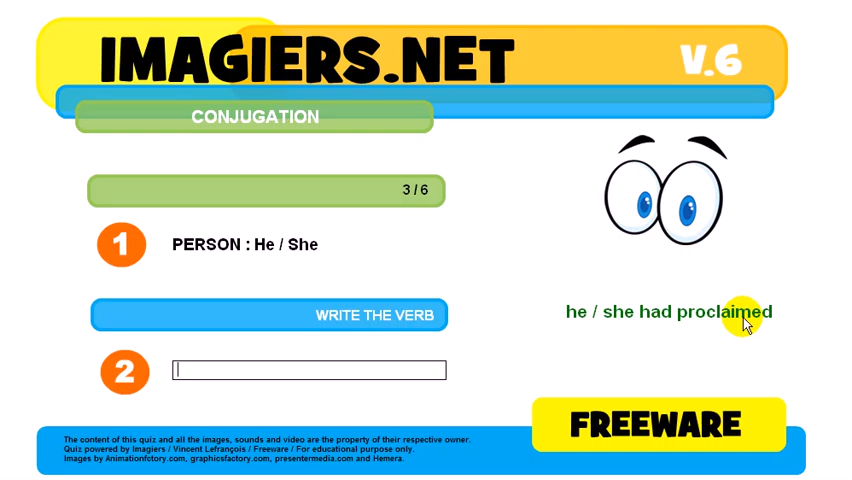 IMAGIERS.NET
V.6
CONJUGATION
3 / 6
1
PERSON : He / She
he / she had proclaimed
WRITE THE VERB
2
FREEWARE
The content of this quiz and all the images, sounds and video are the property of their respective owner.
Quiz powered by Imagiers / Vincent Lefrançois / Freeware / For educational purpose only.
Images by Animationfctory.com, graphicsfactory.com, presentermedia.com and Hemera.